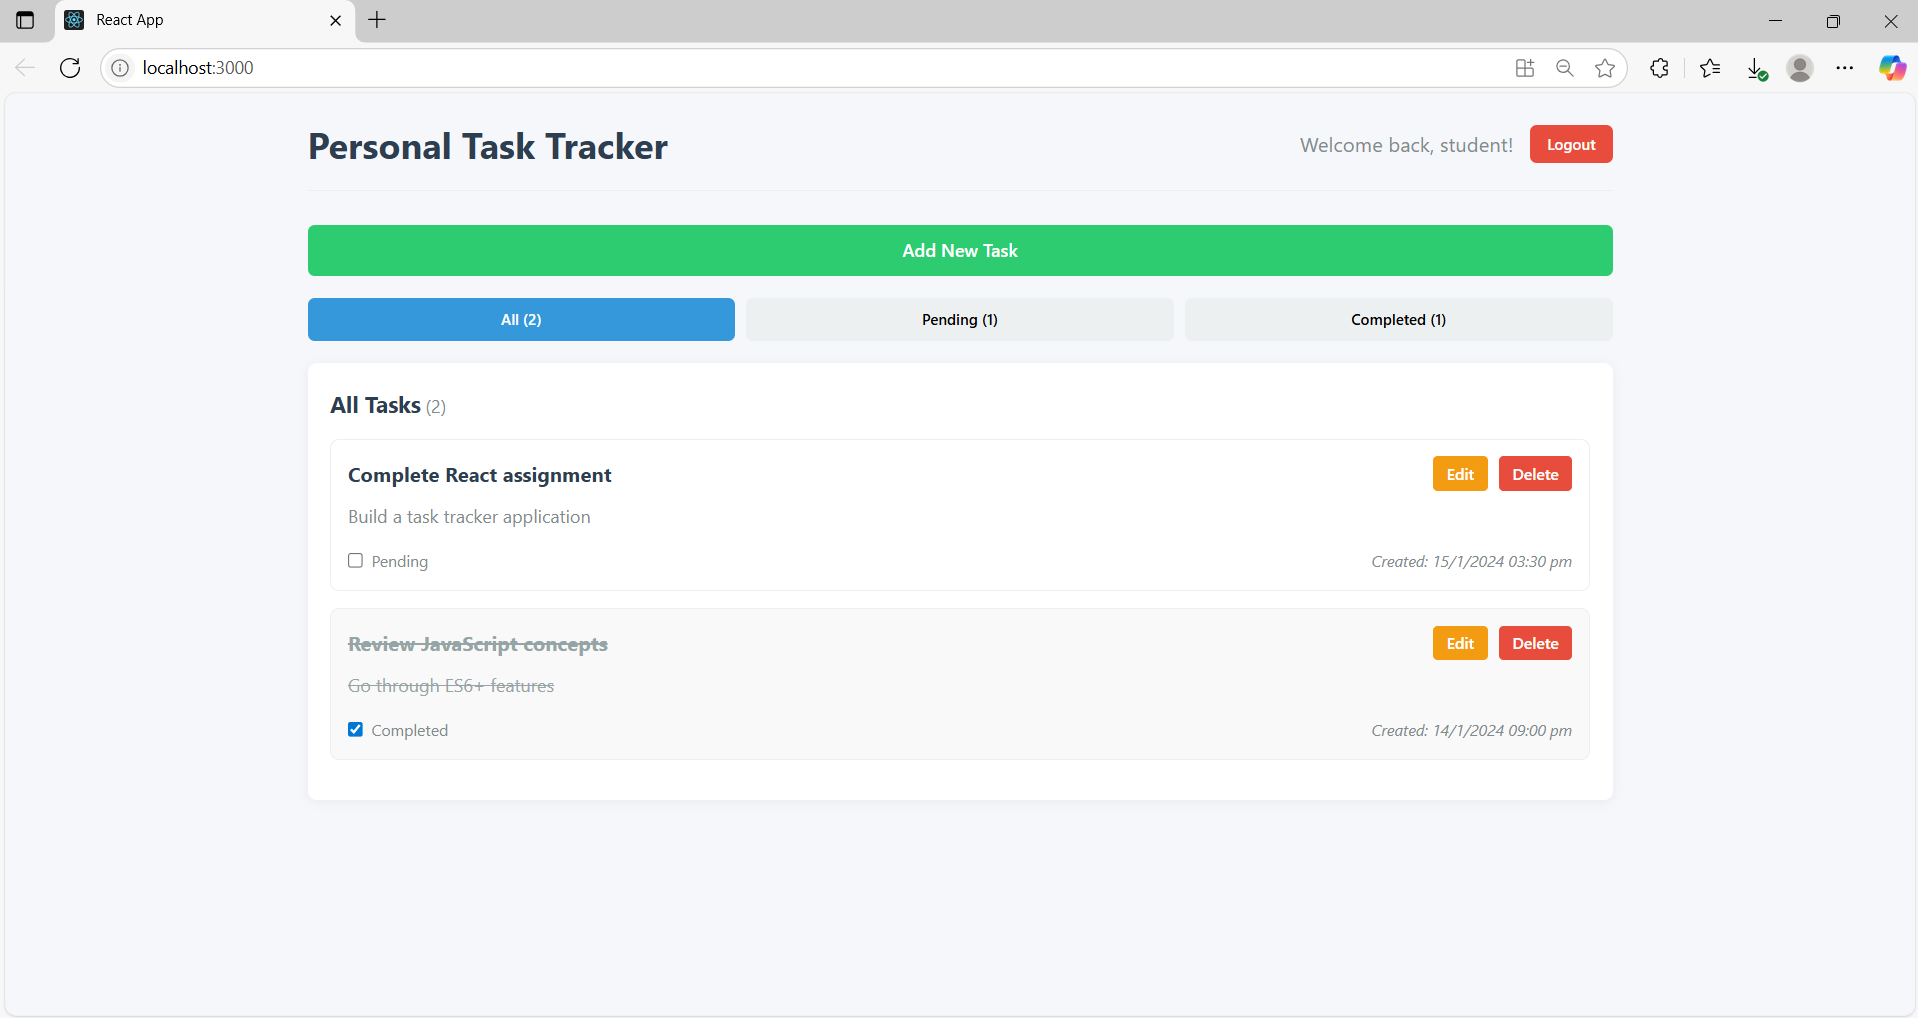 React App
localhost:3000
Personal Task Tracker
Welcome back, student!
Logout
Add New Task
All (2)
Pending (1)
Completed (1)
All Tasks (2)
Complete React assignment
Edit
Delete
Build a task tracker application
Pending
Created: 15/1/2024 03:30 pm
Review JavaScript concepts
Edit
Delete
Go through ES6+ features
Completed
Created: 14/1/2024 09:00 pm